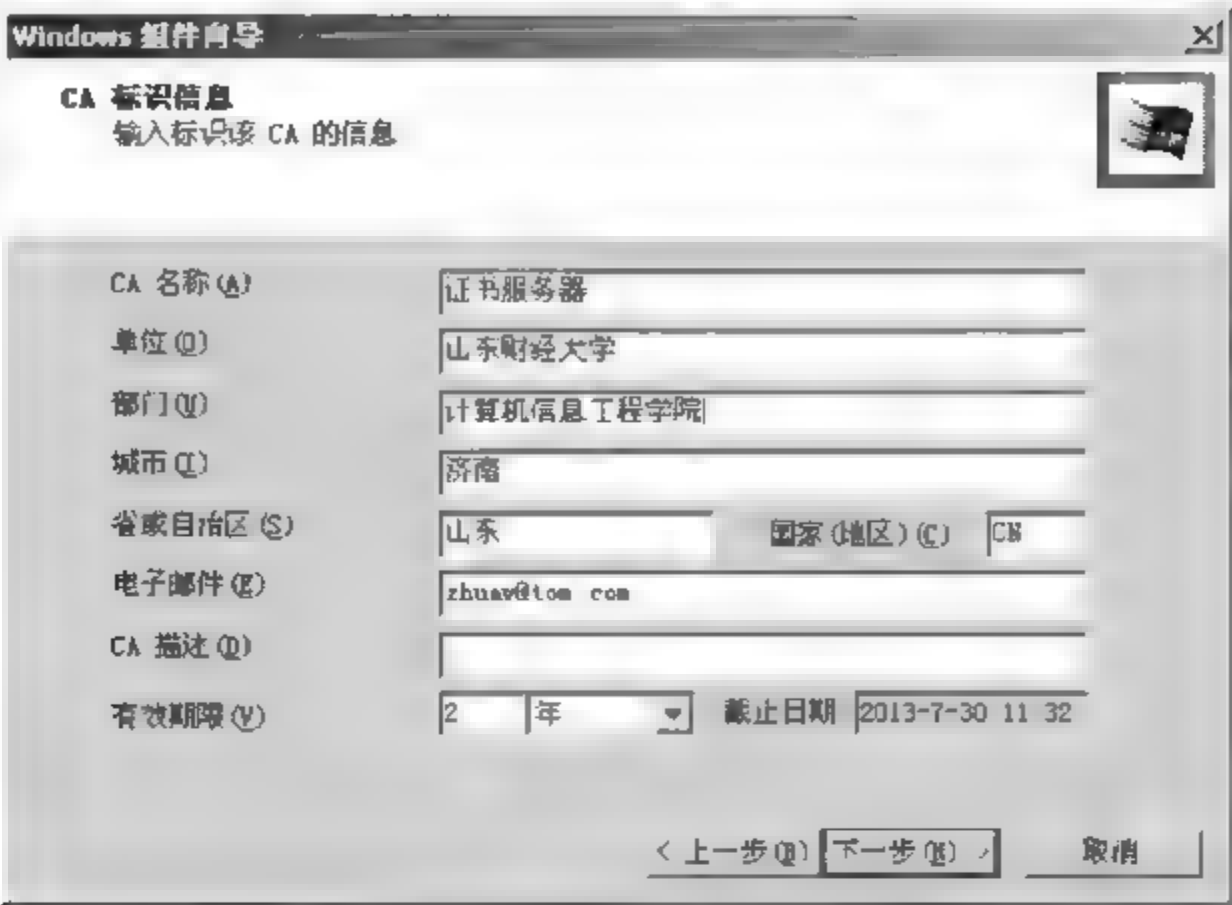 Windows 组件向导
CA 标识信息
输入标识该 CA 的信息
CA 名称(A) 证书服务器
单位(O) 山东财经大学
部门(U) 计算机信息工程学院
城市(T) 济南
省或自治区(S) 山东 国家(地区)(C) CN
电子邮件(E)
CA 描述(D)
有效期限(V) 2 年 截止日期 2013-7-30 11 32
< 上一步(B) 下一步(N) > 取消